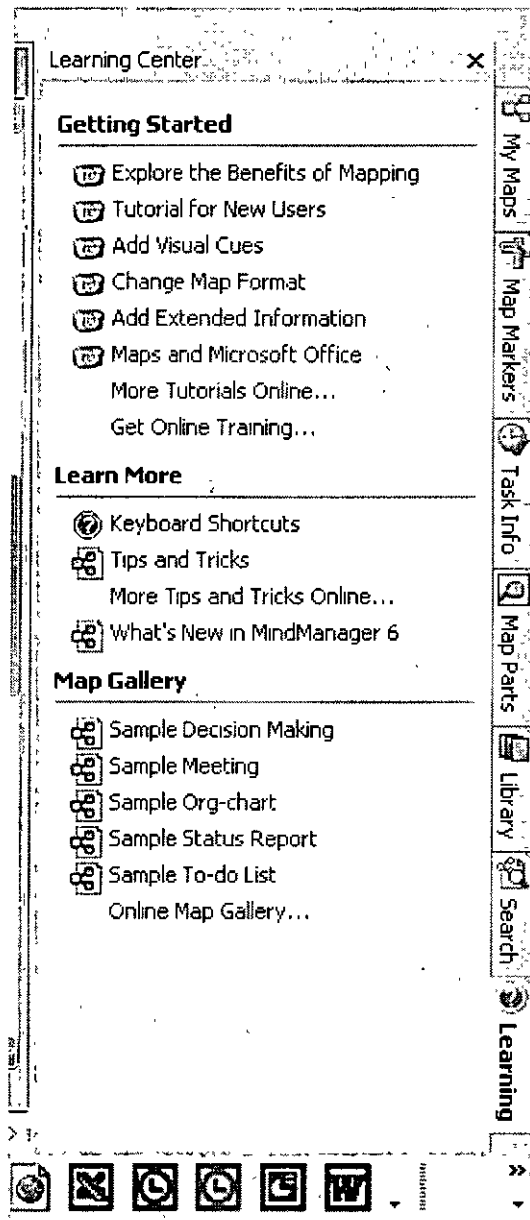 Learning Center
Getting Started
Explore the Benefits of Mapping
Tutorial for New Users
Add Visual Cues
Change Map Format
Add Extended Information
Maps and Microsoft Office
More Tutorials Online...
Get Online Training...
Learn More
Keyboard Shortcuts
Tips and Tricks
More Tips and Tricks Online...
What's New in MindManager 6
Map Gallery
Sample Decision Making
Sample Meeting
Sample Org-chart
Sample Status Report
Sample To-do List
Online Map Gallery...
My Maps
Map Markers
Task Info
Map Parts
Library
Search
Learning